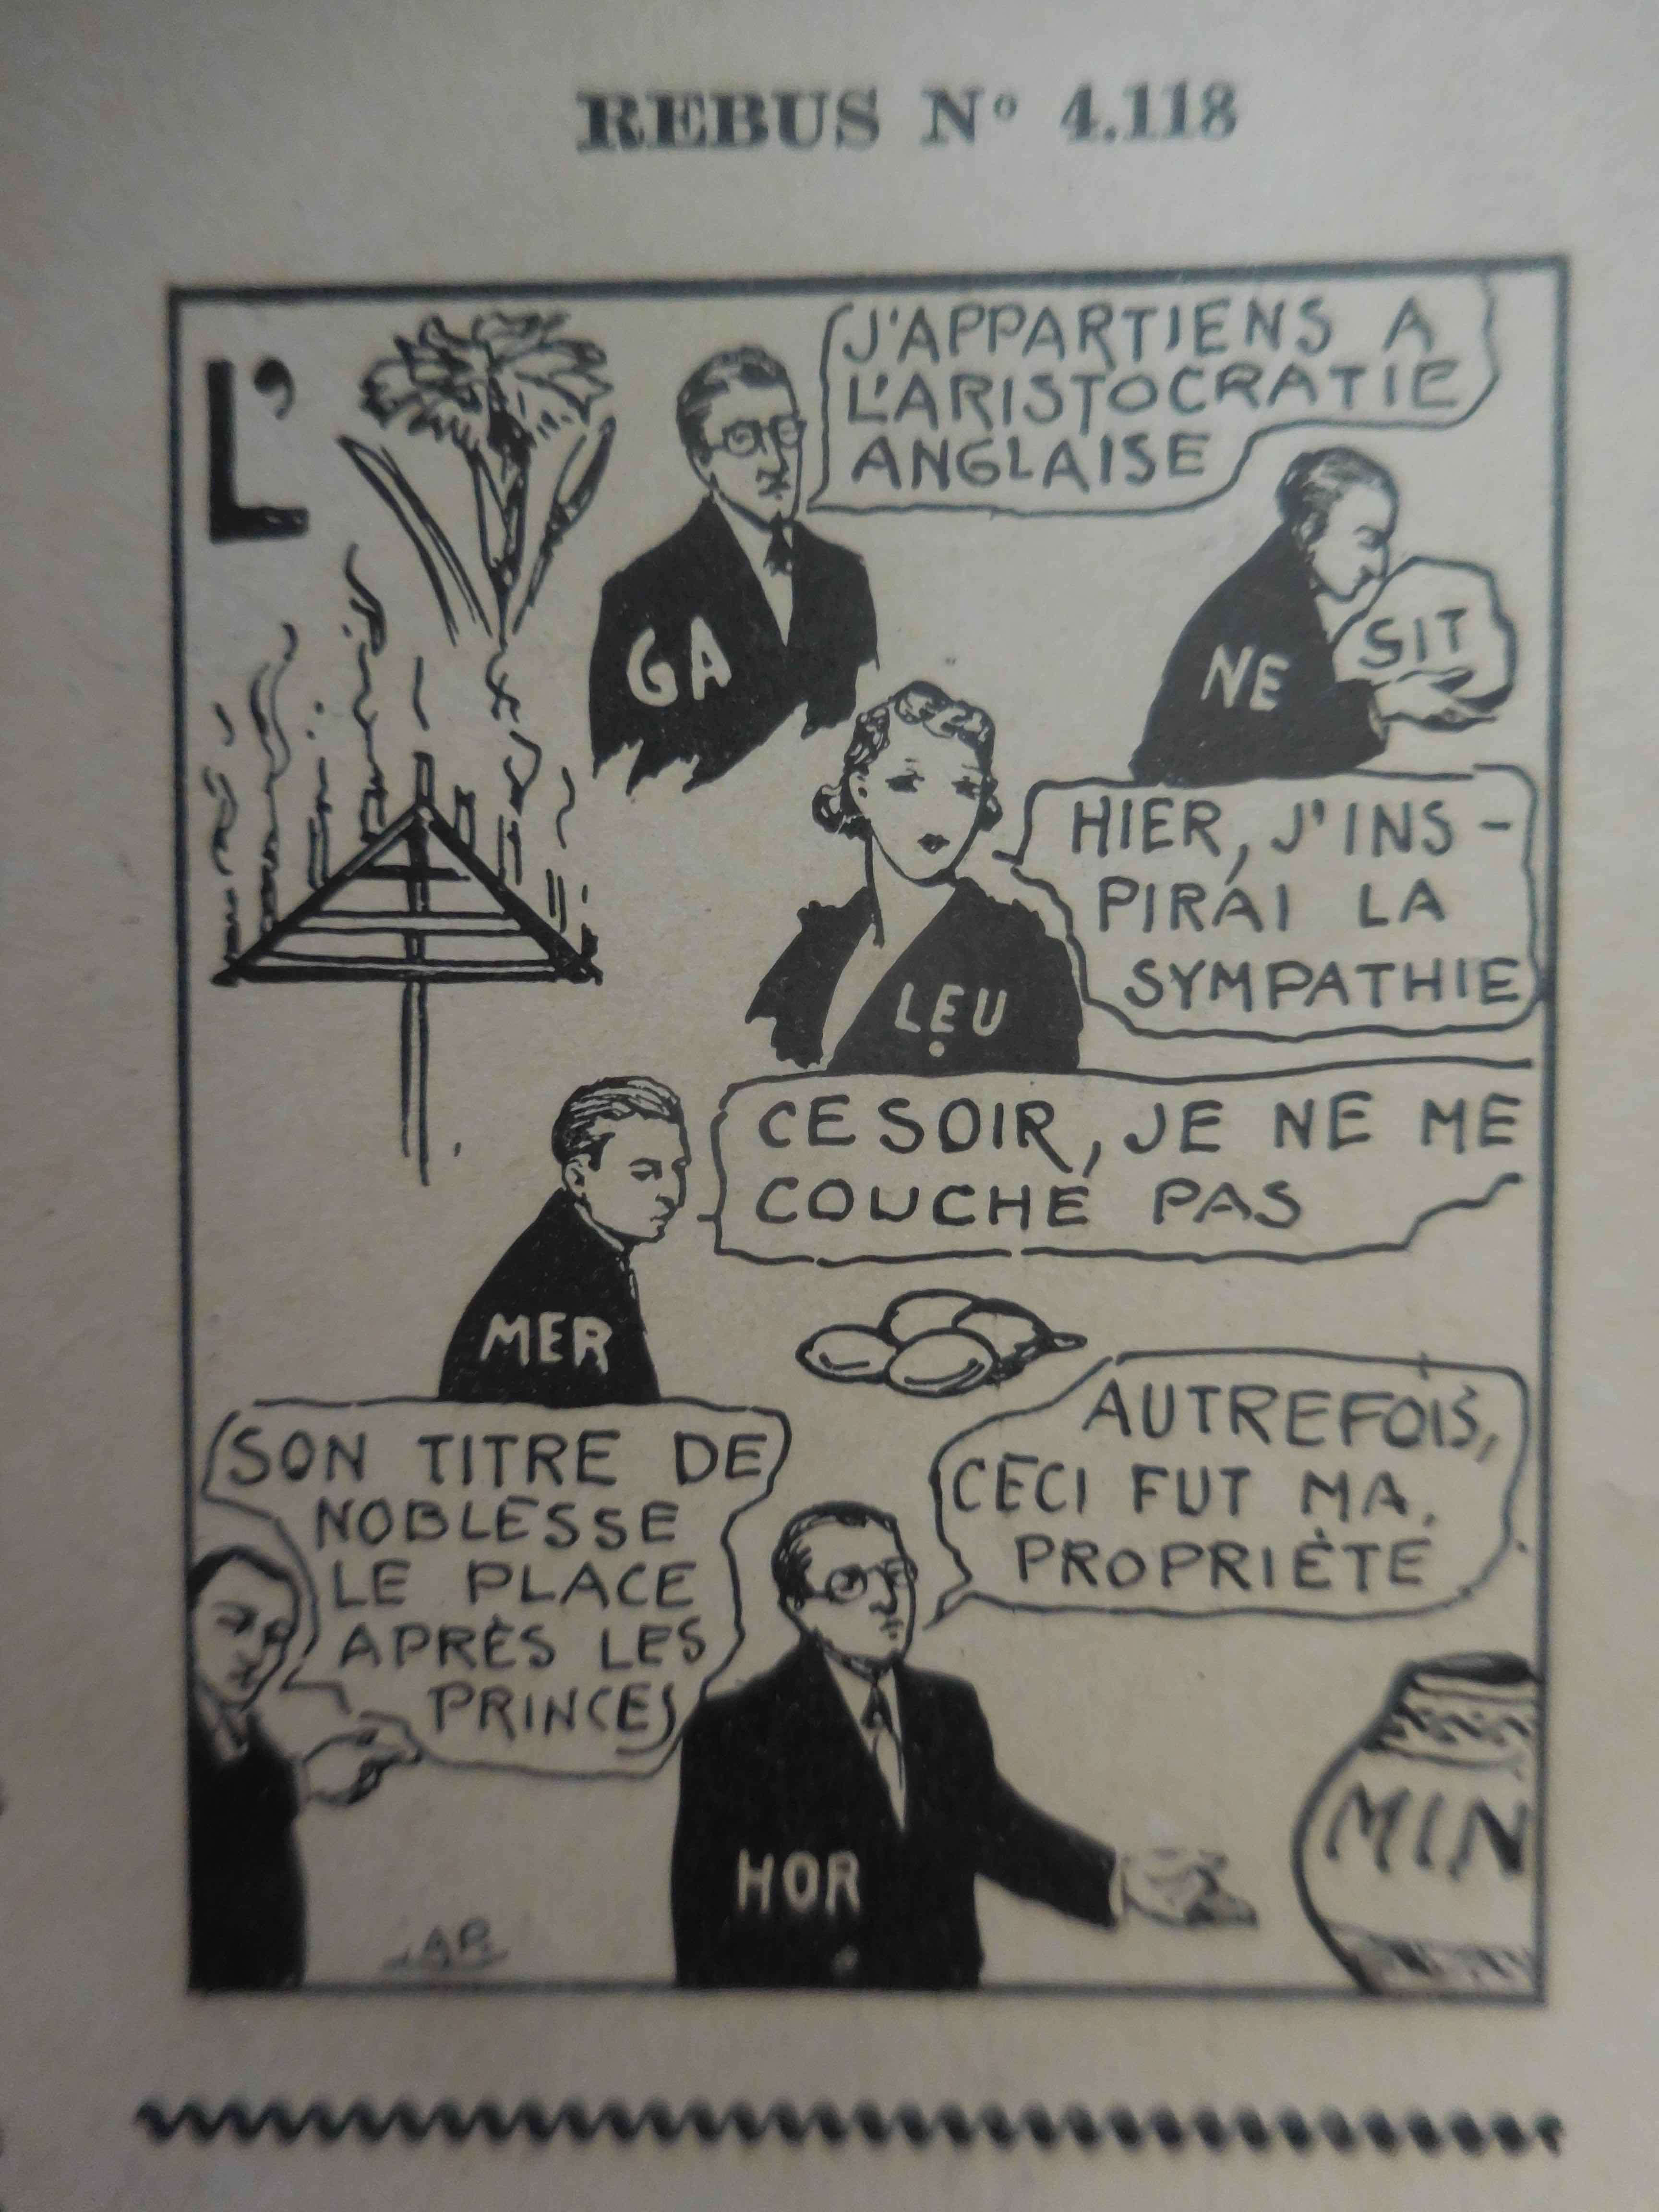 REBUS Nº 4.118
L'
J'APPARTIENS A
L'ARISTOCRATIE
ANGLAISE
GA
NE
SIT
HIER, J'INS-
PIRAI LA
SYMPATHIE
LEU
CE SOIR, JE NE ME
COUCHE PAS
MER
AUTREFOIS,
CECI FUT MA
PROPRIÉTÉ
SON TITRE DE
NOBLESSE
LE PLACE
APRÈS LES
PRINCES
HOR
MIN